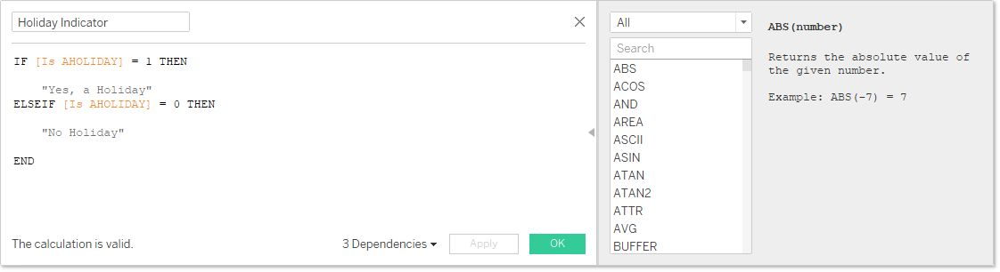 Holiday Indicator
IF [Is AHOLIDAY] = 1 THEN
"Yes, a Holiday"
ELSEIF [Is AHOLIDAY] = 0 THEN
"No Holiday"
END
The calculation is valid.
3 Dependencies
Apply
OK
All
Search
ABS
ACOS
AND
AREA
ASCII
ASIN
ATAN
ATAN2
ATTR
AVG
BUFFER
ABS(number)
Returns the absolute value of
the given number.
Example: ABS(-7) = 7